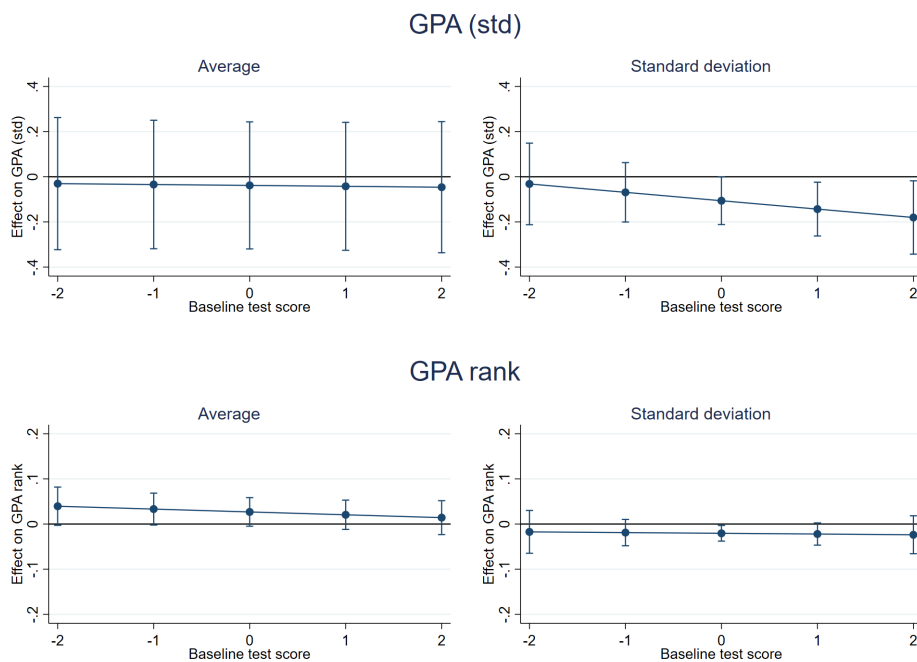 GPA (std)
Average
Standard deviation
Effect on GPA (std)
.4
.2
0
-.2
-.4
-2 -1 0 1 2
Baseline test score
Effect on GPA (std)
.4
.2
0
-.2
-.4
-2 -1 0 1 2
Baseline test score
GPA rank
Average
Standard deviation
Effect on GPA rank
.2
.1
0
-.1
-.2
-2 -1 0 1 2
Baseline test score
Effect on GPA rank
.2
.1
0
-.1
-.2
-2 -1 0 1 2
Baseline test score